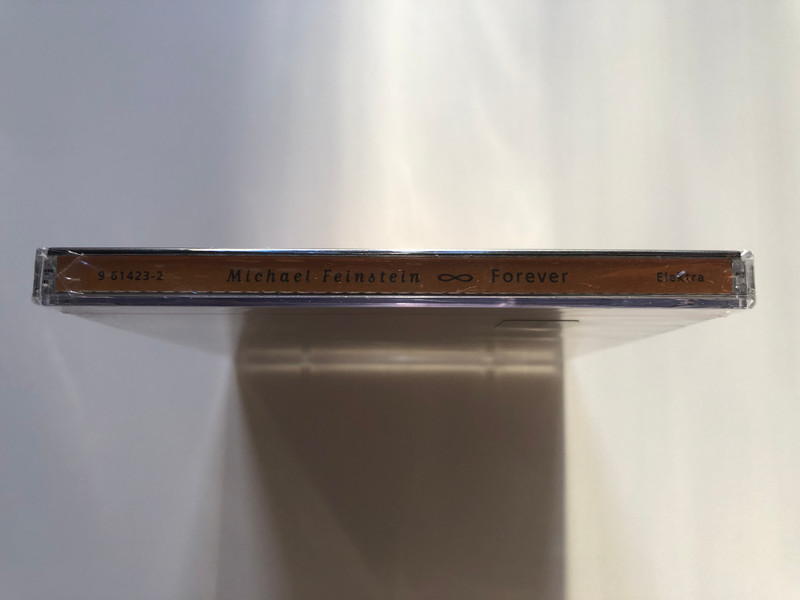 9 61423-2 Michael Feinstein ∞ Forever Elektra